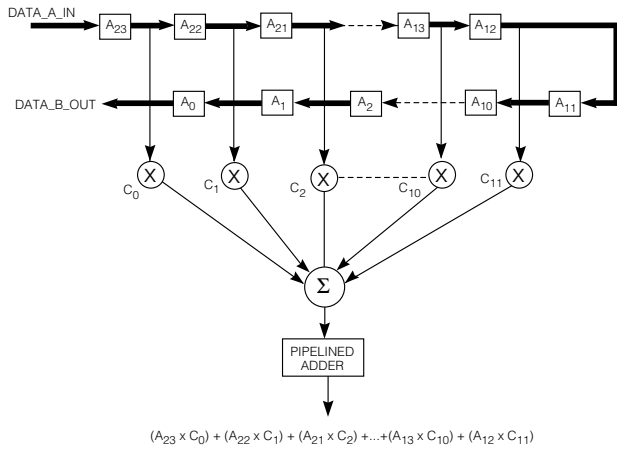 DATA_A_IN
A23 A22 A21 A13 A12
DATA_B_OUT A0 A1 A2 A10 A11
X X X X X
C0 C1 C2 C10 C11
Σ
PIPELINED
ADDER
(A23 x C0) + (A22 x C1) + (A21 x C2) +...+(A13 x C10) + (A12 x C11)